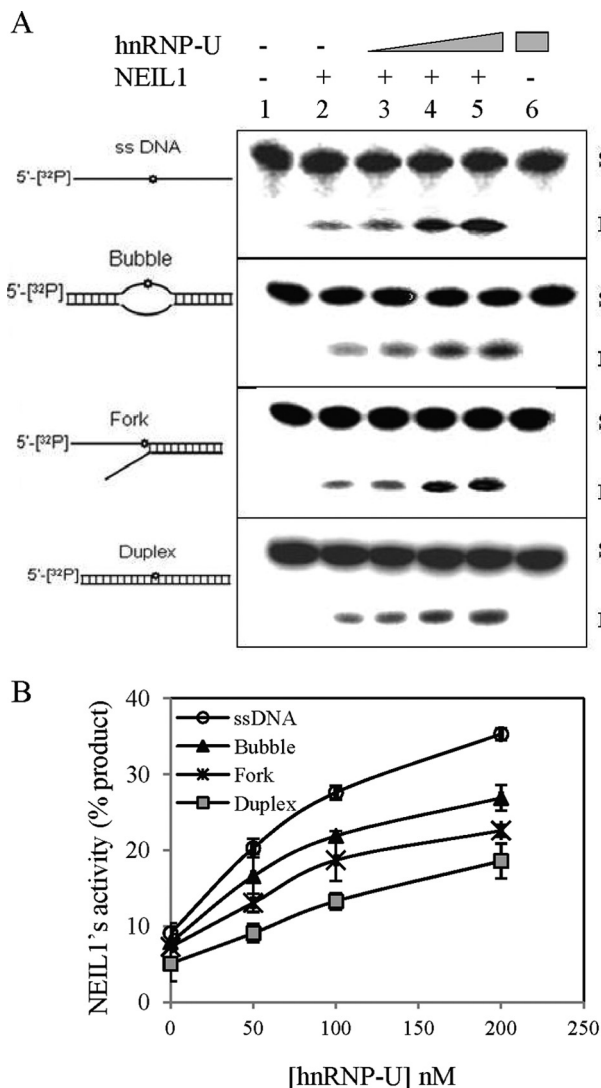 A
hnRNP-U - -
NEIL1 - + + + + -
1 2 3 4 5 6
ss DNA
5'-[³²P]
S
Bubble
5'-[³²P]
S
Fork
5'-[³²P]
S
Duplex
5'-[³²P]
S
B
40
30
20
10
0
NEIL1's activity (% product)
ssDNA
Bubble
Fork
Duplex
0 50 100 150 200 250
[hnRNP-U] nM